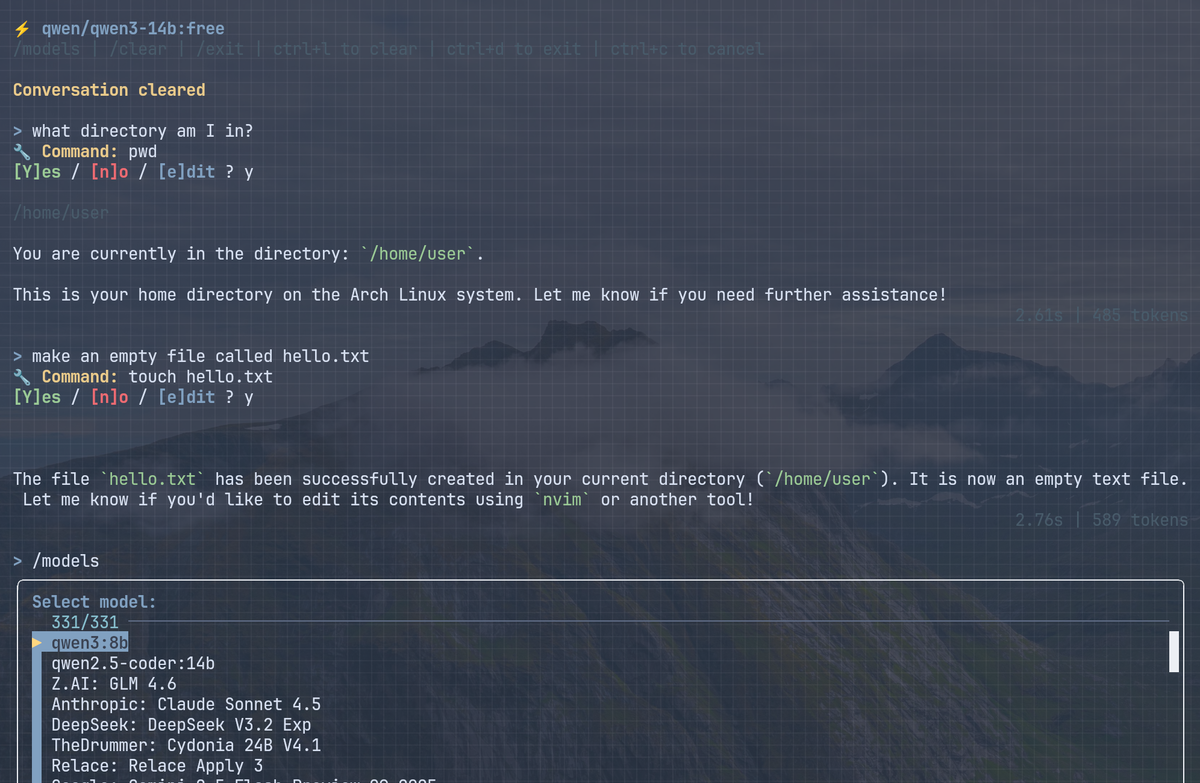 ⚡ qwen/qwen3-14b:free
/models | /clear | /exit | ctrl+l to clear | ctrl+d to exit | ctrl+c to cancel
Conversation cleared
> what directory am I in?
🔧 Command: pwd
[Y]es / [n]o / [e]dit ? y
/home/user
You are currently in the directory: `/home/user`.
This is your home directory on the Arch Linux system. Let me know if you need further assistance!
2.61s | 485 tokens
> make an empty file called hello.txt
🔧 Command: touch hello.txt
[Y]es / [n]o / [e]dit ? y
The file `hello.txt` has been successfully created in your current directory (`/home/user`). It is now an empty text file.
Let me know if you'd like to edit its contents using `nvim` or another tool!
2.76s | 589 tokens
> /models
Select model:
331/331
▶ qwen3:8b
qwen2.5-coder:14b
Z.AI: GLM 4.6
Anthropic: Claude Sonnet 4.5
DeepSeek: DeepSeek V3.2 Exp
TheDrummer: Cydonia 24B V4.1
Relace: Relace Apply 3